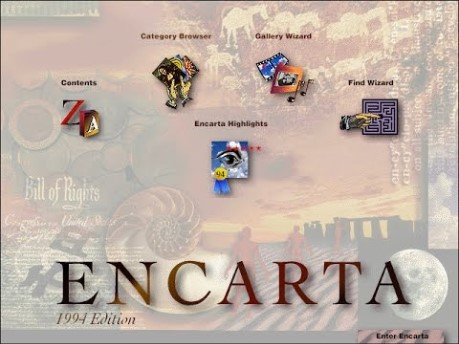 Category Browser
Gallery Wizard
Contents
Find Wizard
Encarta Highlights
94
Bill of Rights
ENCARTA
1994 Edition
Enter Encarta